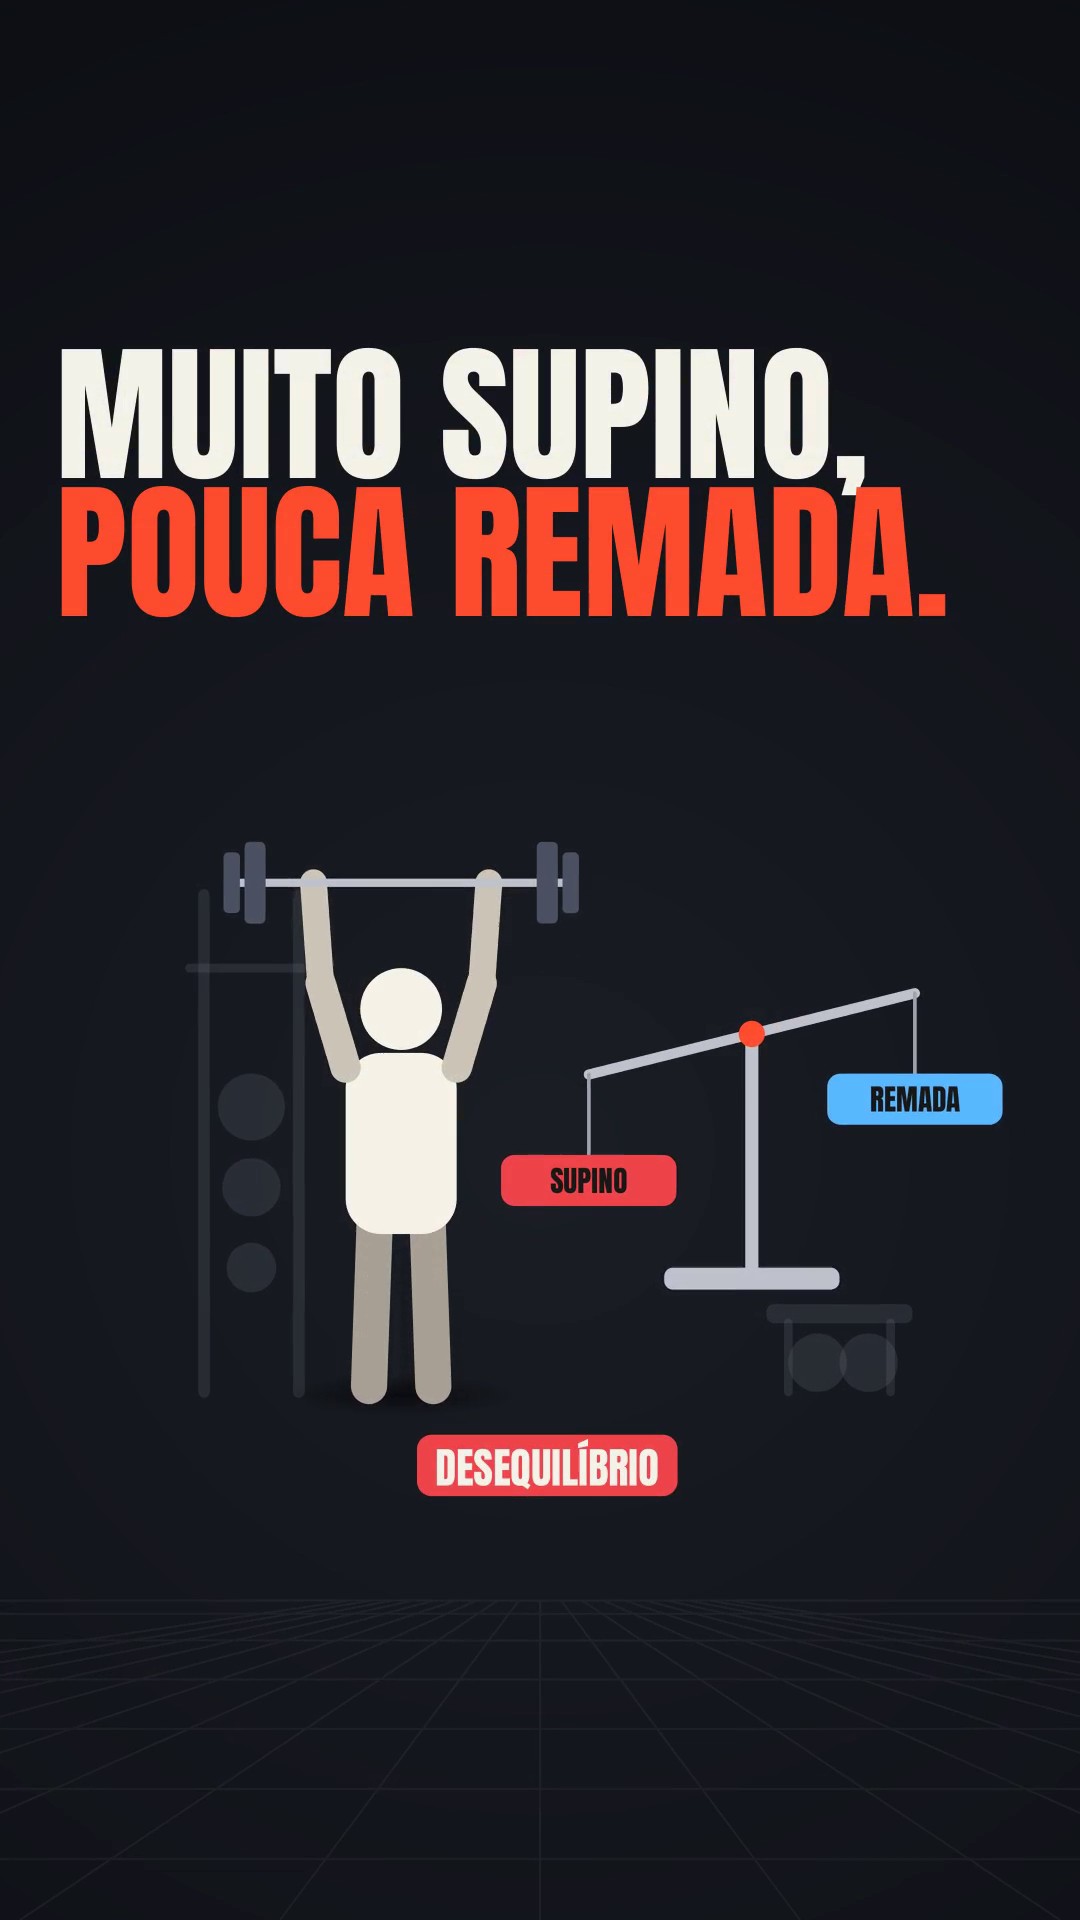 MUITO SUPINO,
POUCA REMADA.
REMADA
SUPINO
DESEQUILÍBRIO